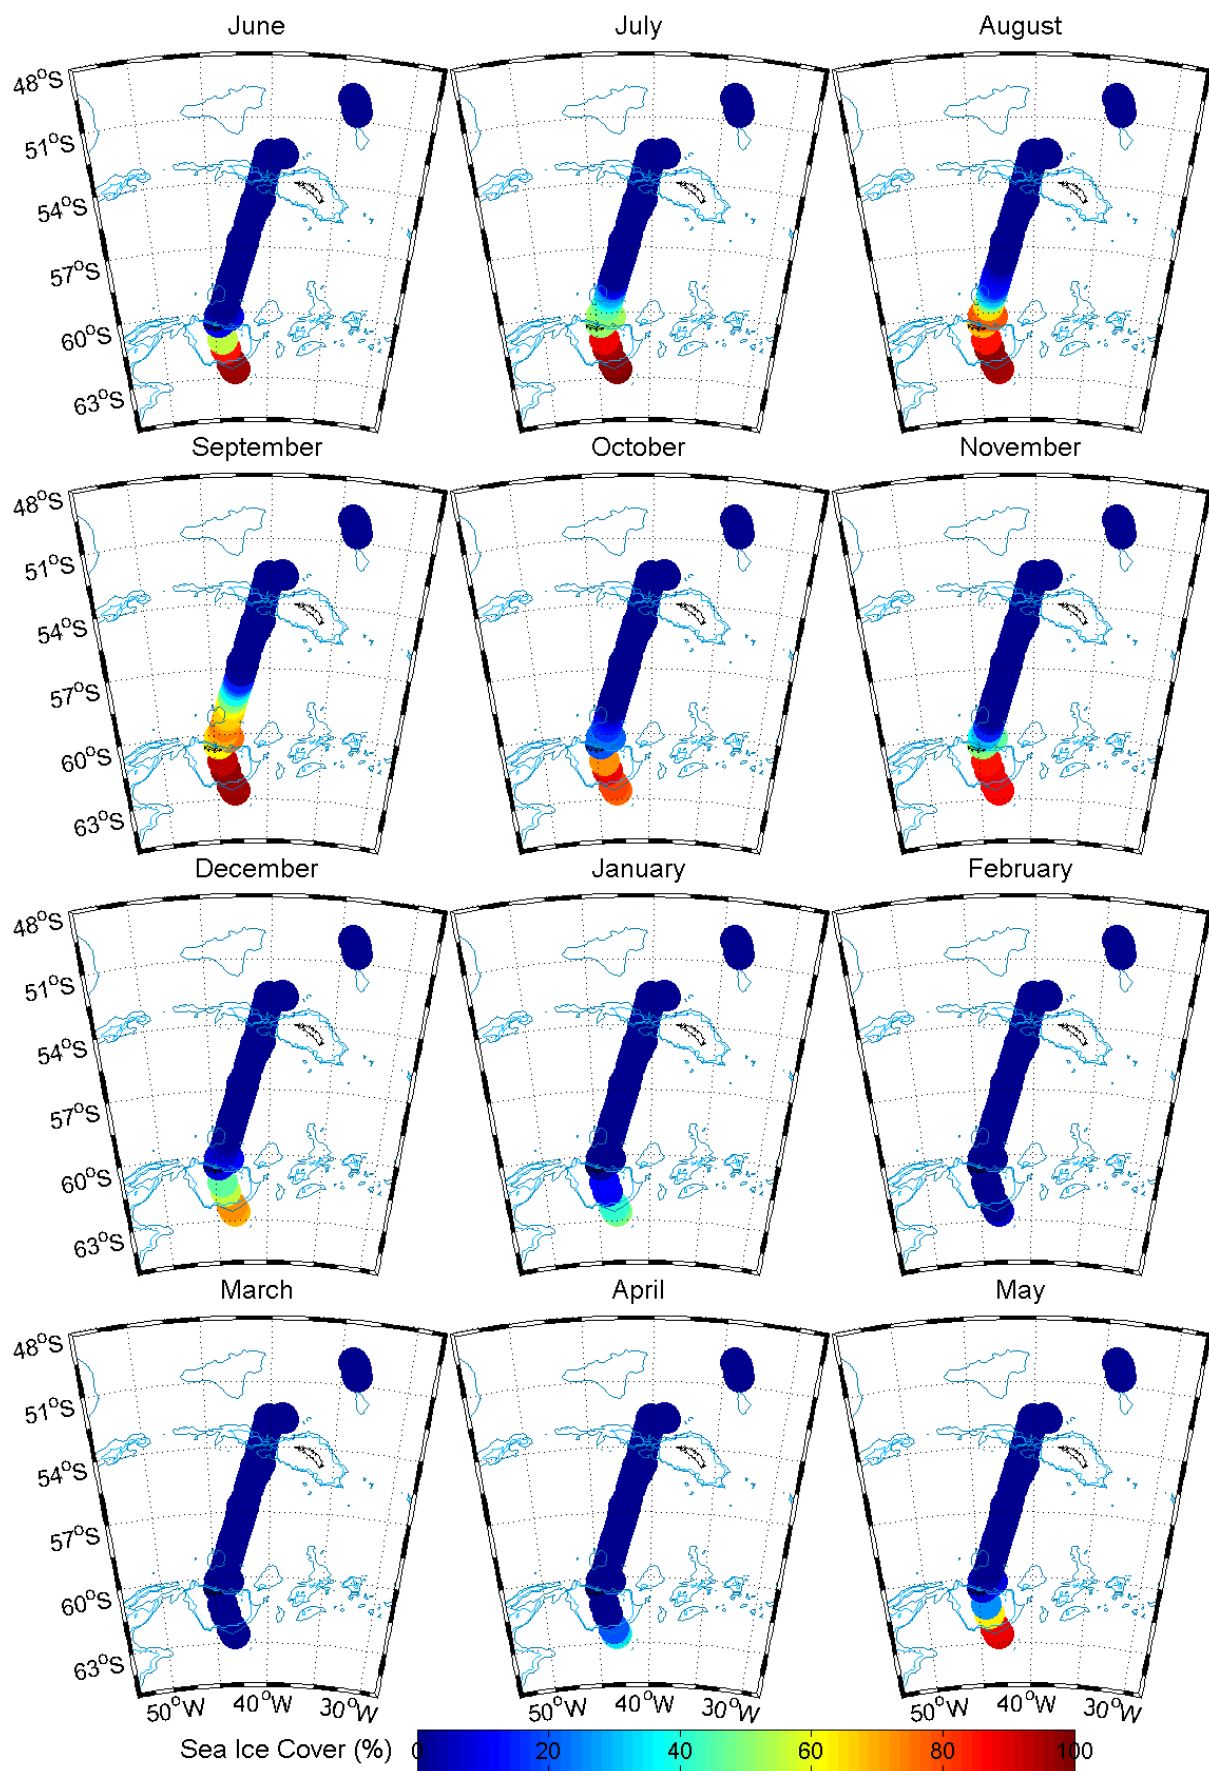 June July August
48°S
51°S
54°S
57°S
60°S
63°S
September October November
48°S
51°S
54°S
57°S
60°S
63°S
December January February
48°S
51°S
54°S
57°S
60°S
63°S
March April May
48°S
51°S
54°S
57°S
60°S
63°S
50°W 40°W 30°W 50°W 40°W 30°W 50°W 40°W 30°W
Sea Ice Cover (%) 0 20 40 60 80 100